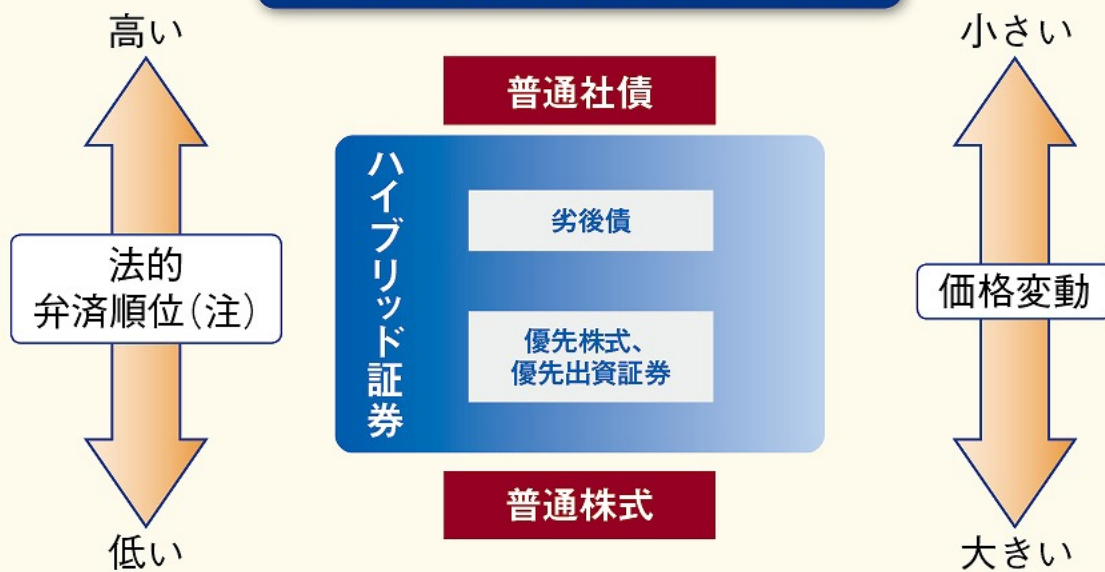 高い
小さい
普通社債
ハイブリッド証券
劣後債
法的
弁済順位(注)
価格変動
優先株式、
優先出資証券
普通株式
低い
大きい